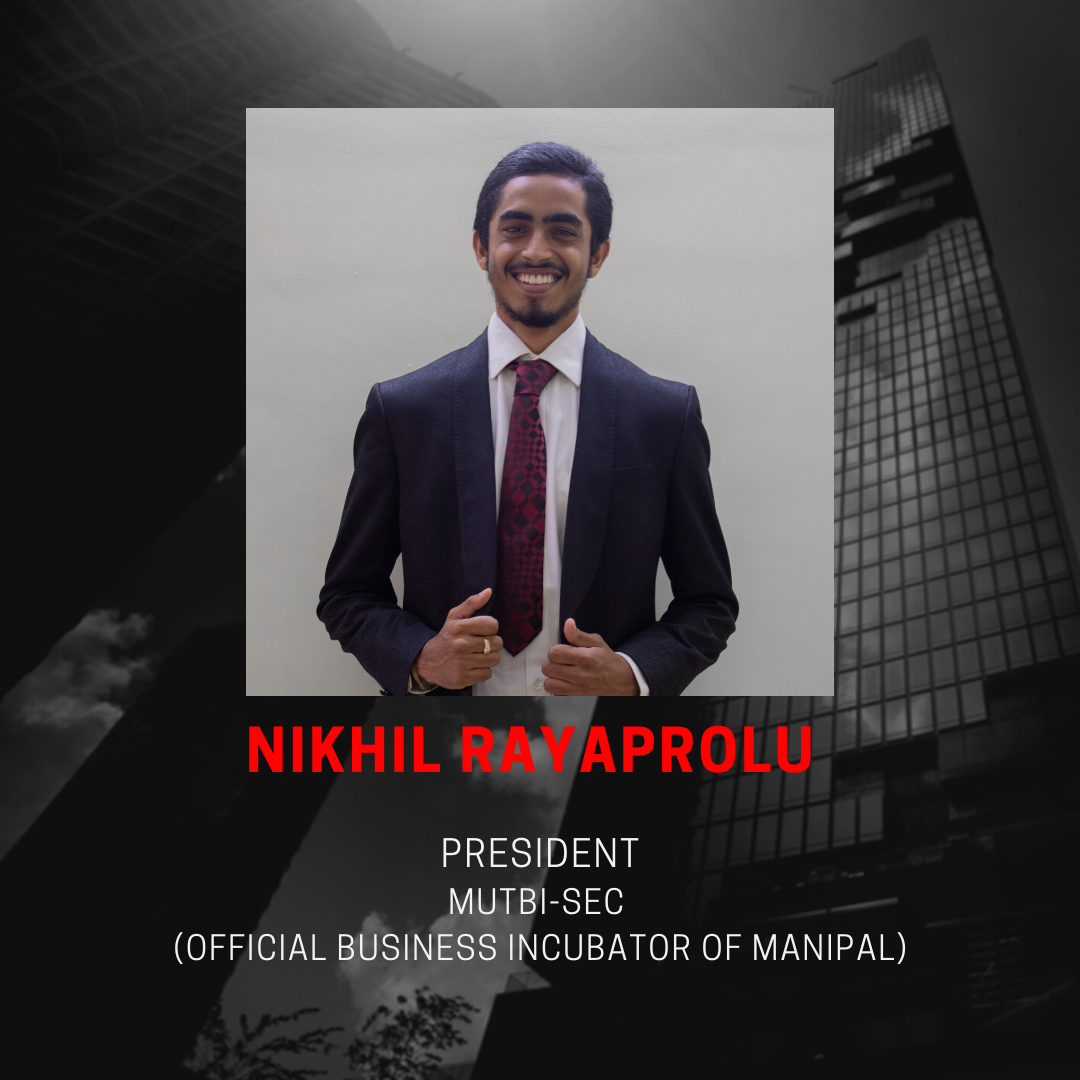 NIKHIL RAYAPROLU
PRESIDENT
MUTBI-SEC
(OFFICIAL BUSINESS INCUBATOR OF MANIPAL)